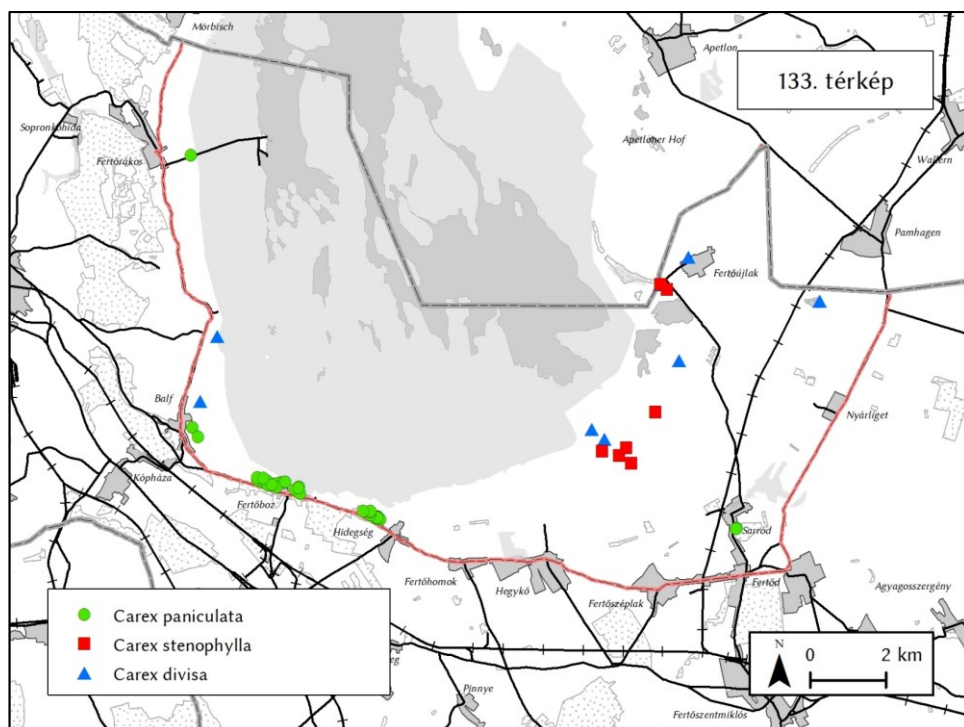 Mörbisch
Apetlon
133. térkép
Sopronkőhida
Fertőrákos
Apetloner Hof
Wallern
Pamhagen
Fertőújlak
Balf
Nyárliget
Kópháza
Fertőboz
Hidegség
Sarród
Fertőhomok
Hegykő
Fertőszéplak
Fertőd
Agyagosszergény
Carex paniculata
Carex stenophylla
Carex divisa
N
0 2 km
Pinnye
Fertőszentmiklós